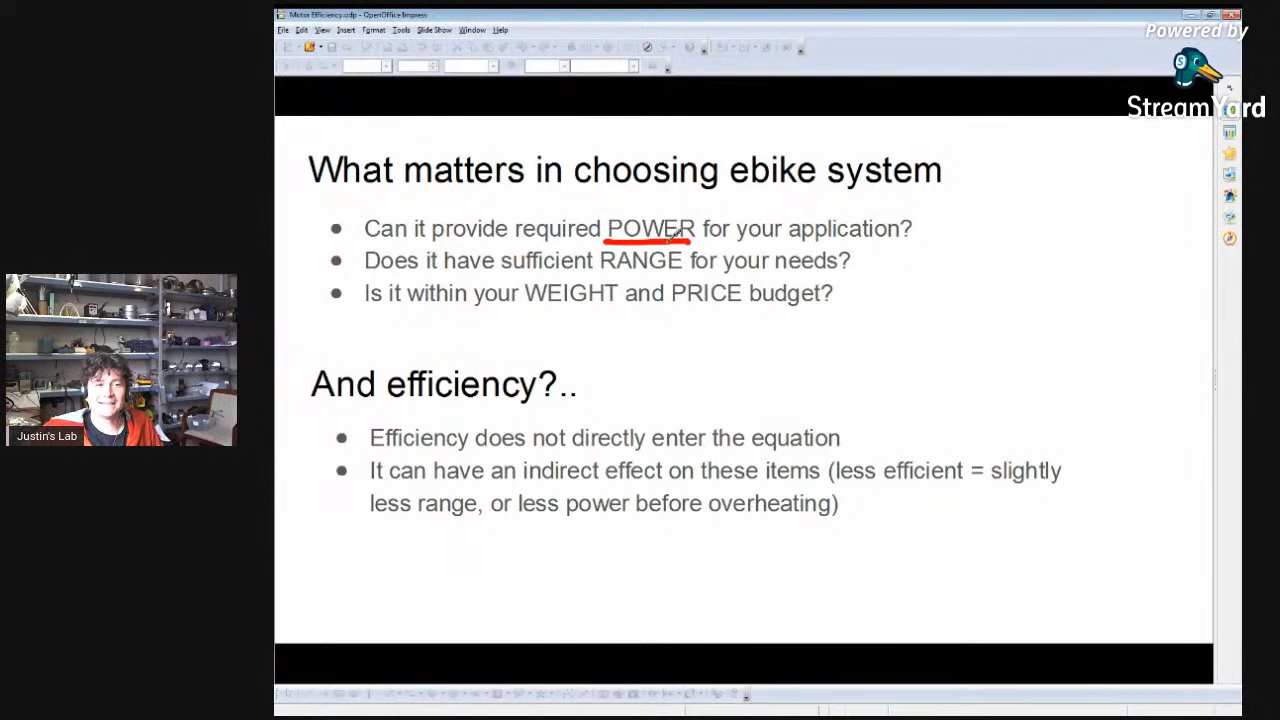 Motor Efficiency.odp - OpenOffice Impress
File Edit View Insert Format Tools Slide Show Window Help
Powered by
StreamYard
What matters in choosing ebike system
● Can it provide required POWER for your application?
● Does it have sufficient RANGE for your needs?
● Is it within your WEIGHT and PRICE budget?
And efficiency?..
● Efficiency does not directly enter the equation
● It can have an indirect effect on these items (less efficient = slightly
less range, or less power before overheating)
Justin's Lab